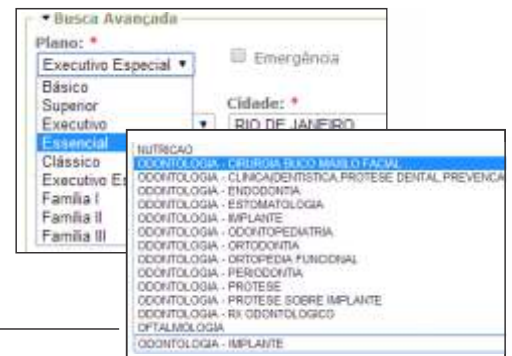 Busca Avançada
Plano: *
Executivo Especial
Emergência
Básico
Superior
Cidade: *
Executivo
RIO DE JANEIRO
Essencial
Clássico
Executivo Es
Família I
Família II
Família III
NUTRICAO
ODONTOLOGIA - CIRURGIA BUCO MAXILO FACIAL
ODONTOLOGIA - CLINICA(DENTISTICA PROTESE DENTAL PREVENCA
ODONTOLOGIA - ENDODONTIA
ODONTOLOGIA - ESTOMATOLOGIA
ODONTOLOGIA - IMPLANTE
ODONTOLOGIA - ODONTOPEDIATRIA
ODONTOLOGIA - ORTODONTIA
ODONTOLOGIA - ORTOPEDIA FUNCIONAL
ODONTOLOGIA - PERIODONTIA
ODONTOLOGIA - PROTESE
ODONTOLOGIA - PROTESE SOBRE IMPLANTE
ODONTOLOGIA - RX ODONTOLOGICO
OFTALMOLOGIA
ODONTOLOGIA - IMPLANTE